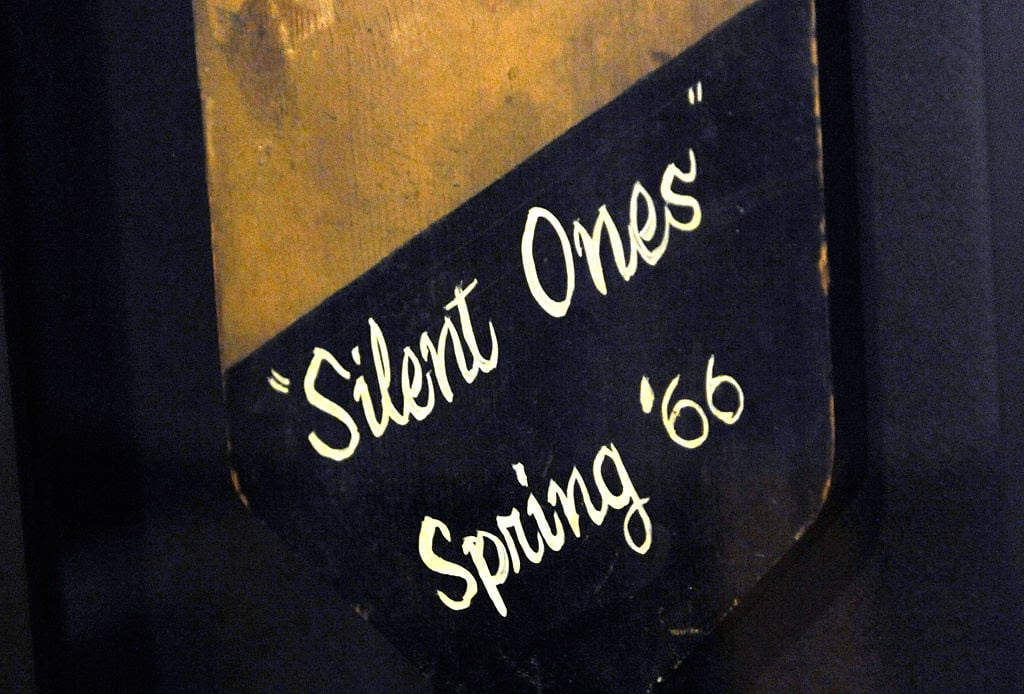 "Silent Ones"
Spring '66